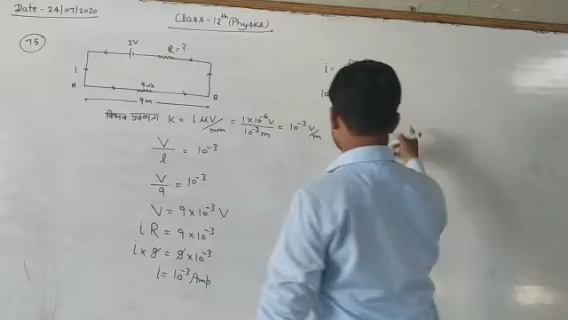 Date - 24/07/2020
Class - 12th (Physics)
75
2V
R = ?
i
A
9Ω
B
9m
विभव प्रवणता K = 1 μV/mm = 1×10⁻⁶V / 10⁻³m = 10⁻³ V/m
V/l = 10⁻³
V/9 = 10⁻³
V = 9×10⁻³ V
i R = 9×10⁻³
i × 9 = 9×10⁻³
i = 10⁻³ Amp
i =